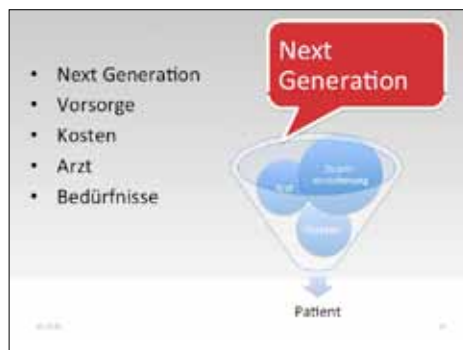 Next Generation
Vorsorge
Kosten
Arzt
Bedürfnisse
Next
Generation
Patient